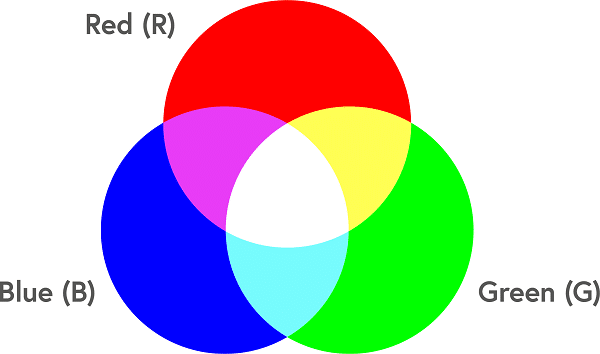 Red (R)
Blue (B)
Green (G)